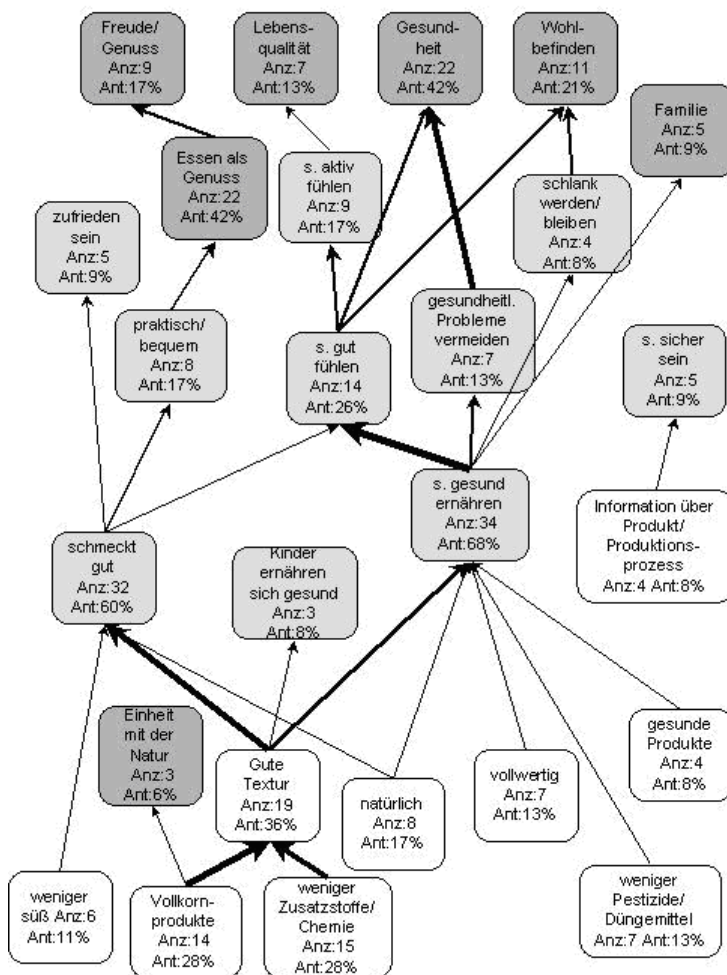 Freude/
Genuss
Anz:9
Ant:17%
Lebens-
qualität
Anz:7
Ant:13%
Gesund-
heit
Anz:22
Ant:42%
Wohl-
befinden
Anz:11
Ant:21%
Familie
Anz:5
Ant:9%
Essen als
Genuss
Anz:22
Ant:42%
s. aktiv
fühlen
Anz:9
Ant:17%
schlank
werden/
bleiben
Anz:4
Ant:8%
zufrieden
sein
Anz:5
Ant:9%
praktisch/
bequem
Anz:8
Ant:17%
s. gut
fühlen
Anz:14
Ant:26%
gesundheitl.
Probleme
vermeiden
Anz:7
Ant:13%
s. sicher
sein
Anz:5
Ant:9%
s. gesund
ernähren
Anz:34
Ant:68%
Information über
Produkt/
Produktions-
prozess
Anz:4 Ant:8%
schmeckt
gut
Anz:32
Ant:60%
Kinder
ernähren
sich gesund
Anz:3
Ant:8%
Einheit
mit der
Natur
Anz:3
Ant:6%
Gute
Textur
Anz:19
Ant:36%
natürlich
Anz:8
Ant:17%
vollwertig
Anz:7
Ant:13%
gesunde
Produkte
Anz:4
Ant:8%
weniger
süß Anz:6
Ant:11%
Vollkorn-
produkte
Anz:14
Ant:28%
weniger
Zusatzstoffe/
Chemie
Anz:15
Ant:28%
weniger
Pestizide/
Düngemittel
Anz:7 Ant:13%